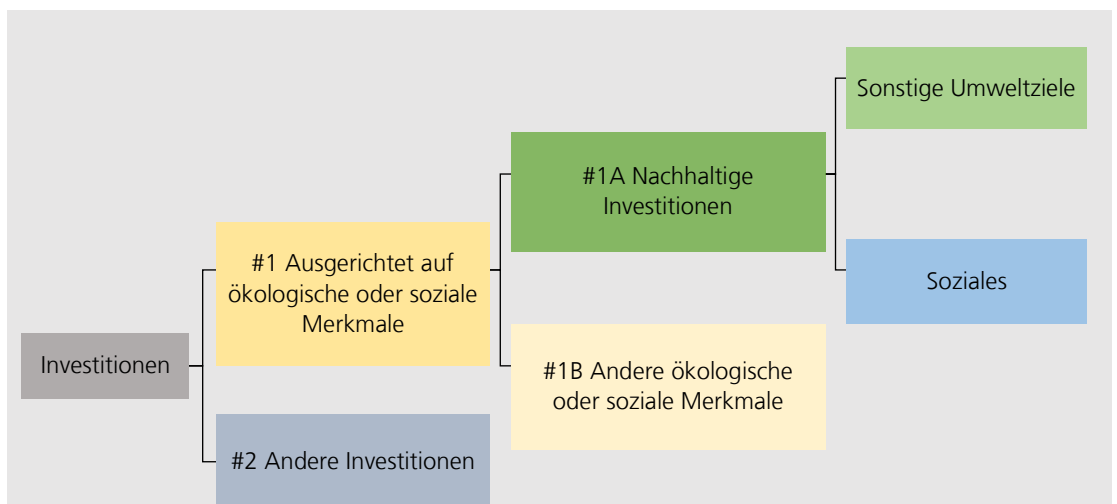 Sonstige Umweltziele
#1A Nachhaltige
Investitionen
#1 Ausgerichtet auf
ökologische oder soziale
Merkmale
Soziales
Investitionen
#1B Andere ökologische
oder soziale Merkmale
#2 Andere Investitionen